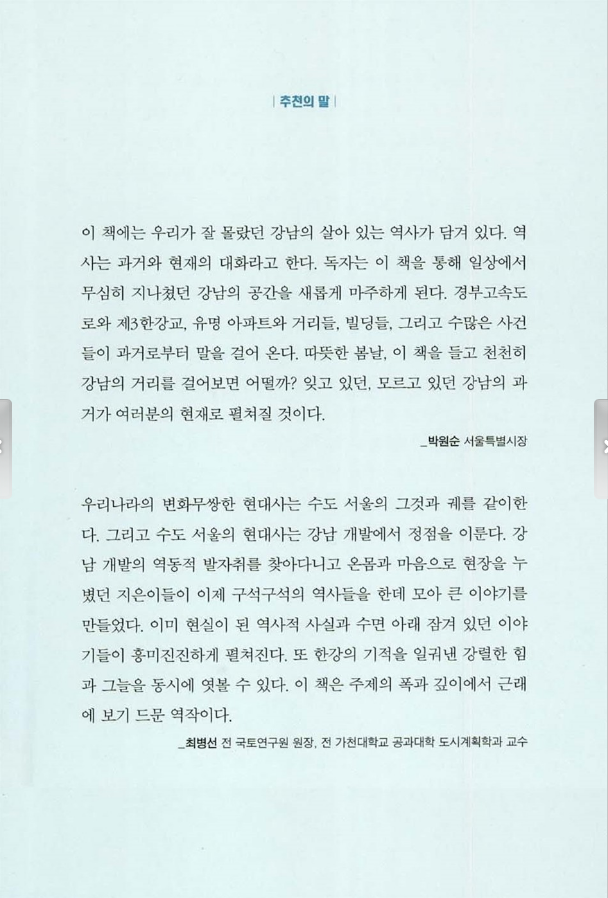 | 추천의 말 |
이 책에는 우리가 잘 몰랐던 강남의 살아 있는 역사가 담겨 있다. 역
사는 과거와 현재의 대화라고 한다. 독자는 이 책을 통해 일상에서
무심히 지나쳤던 강남의 공간을 새롭게 마주하게 된다. 경부고속도
로와 제3한강교, 유명 아파트와 거리들, 빌딩들, 그리고 수많은 사건
들이 과거로부터 말을 걸어 온다. 따뜻한 봄날, 이 책을 들고 천천히
강남의 거리를 걸어보면 어떨까? 잊고 있던, 모르고 있던 강남의 과
거가 여러분의 현재로 펼쳐질 것이다.
_박원순 서울특별시장
우리나라의 변화무쌍한 현대사는 수도 서울의 그것과 궤를 같이한
다. 그리고 수도 서울의 현대사는 강남 개발에서 정점을 이룬다. 강
남 개발의 역동적 발자취를 찾아다니고 온몸과 마음으로 현장을 누
볐던 지은이들이 이제 구석구석의 역사들을 한데 모아 큰 이야기를
만들었다. 이미 현실이 된 역사적 사실과 수면 아래 잠겨 있던 이야
기들이 흥미진진하게 펼쳐진다. 또 한강의 기적을 일궈낸 강렬한 힘
과 그늘을 동시에 엿볼 수 있다. 이 책은 주제의 폭과 깊이에서 근래
에 보기 드문 역작이다.
_최병선 전 국토연구원 원장, 전 가천대학교 공과대학 도시계획학과 교수